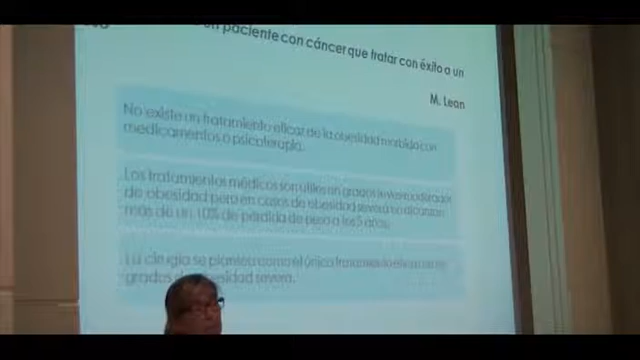 paciente con cáncer que tratar con éxito a un
M. Lean
No existe un tratamiento eficaz de la obesidad mórbida con
medicamentos o psicoterapia.
Los tratamientos médicos son útiles en grados leves o moderados
de obesidad pero en casos de obesidad severa no alcanzan
más de un 10% de pérdida de peso a los 5 años.
La cirugía se plantea como el único tratamiento
grados obesidad severa.